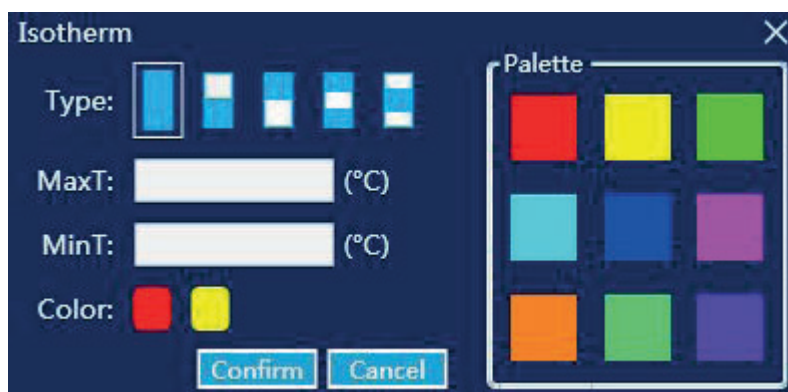 Isotherm
Palette
Type:
MaxT: (°C)
MinT: (°C)
Color:
Confirm Cancel